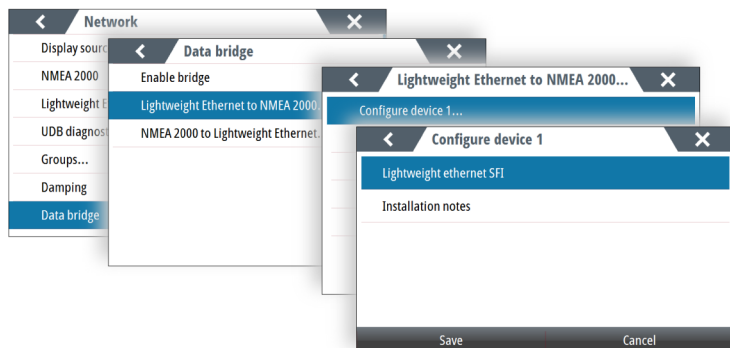 Network
Display sourc
NMEA 2000
Lightweight E
UDB diagnost
Groups...
Damping
Data bridge
Data bridge
Enable bridge
Lightweight Ethernet to NMEA 2000.
NMEA 2000 to Lightweight Ethernet.
Lightweight Ethernet to NMEA 2000...
Configure device 1...
Configure device 1
Lightweight ethernet SFI
Installation notes
Save Cancel